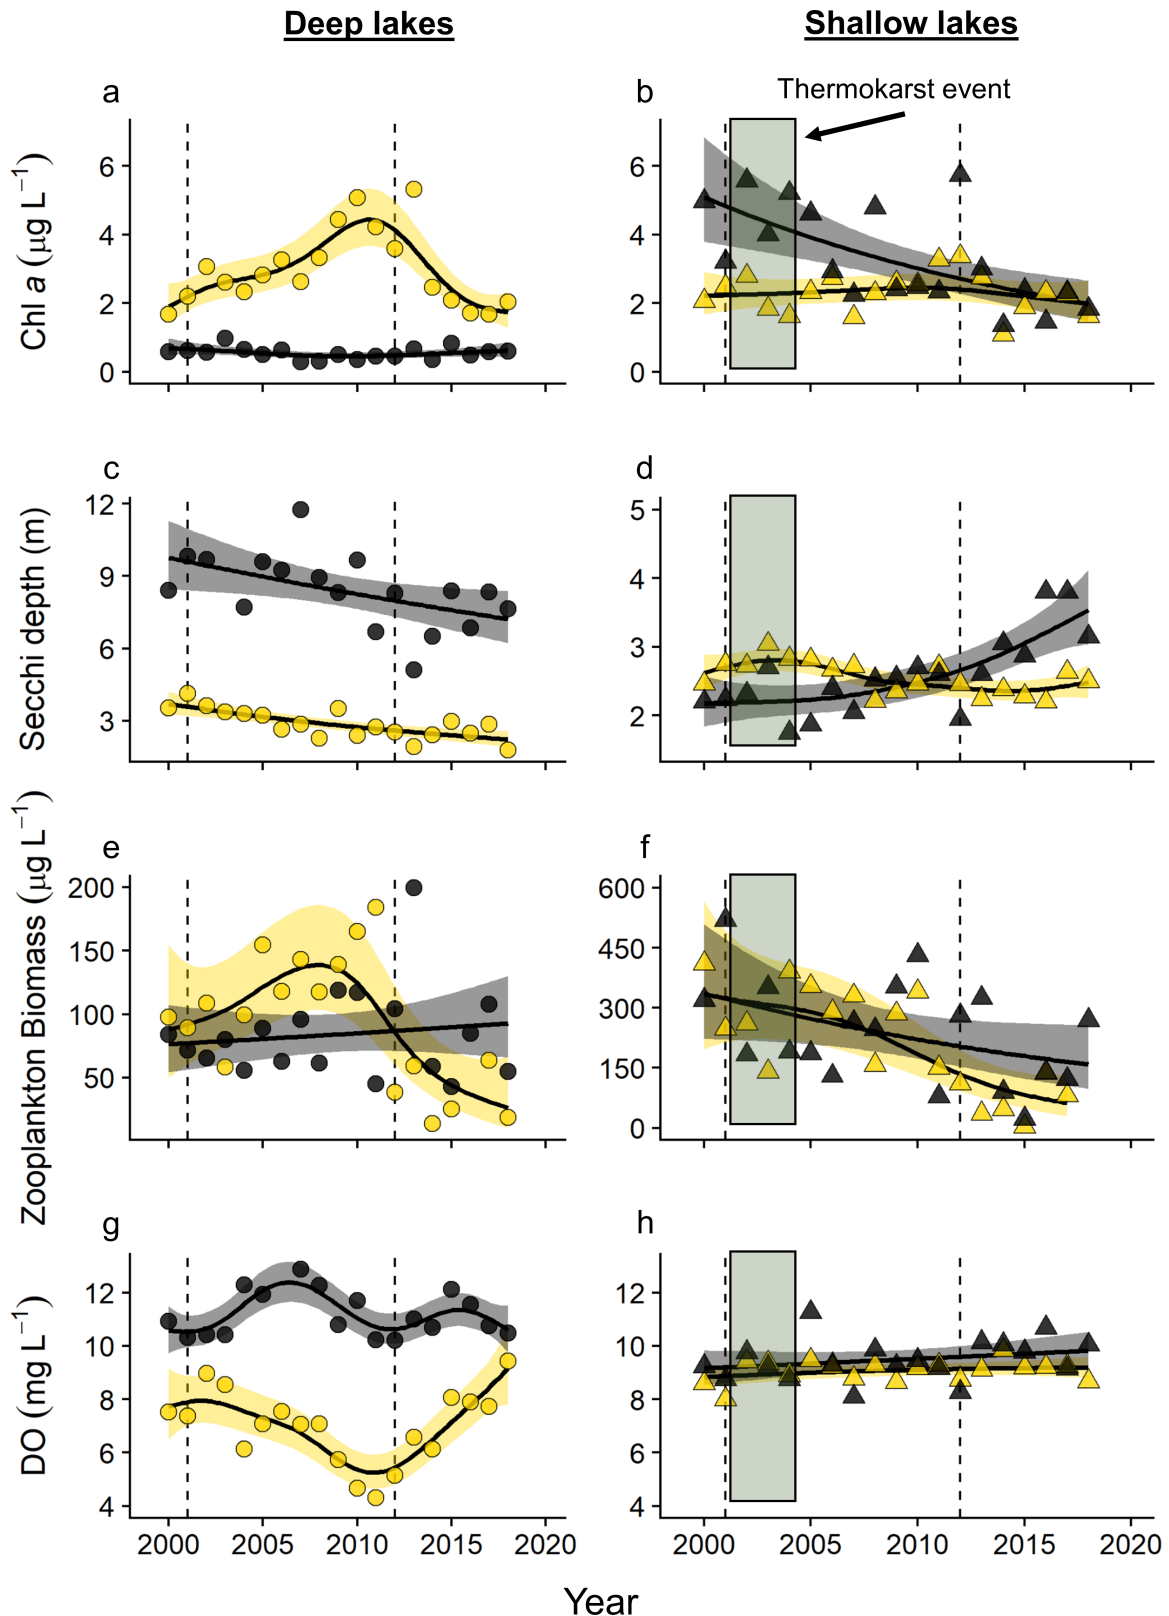 Deep lakes
Shallow lakes
a
b
Thermokarst event
Chl a (µg L⁻¹)
6
4
2
0
6
4
2
0
c
d
Secchi depth (m)
12
9
6
3
5
4
3
2
e
f
Zooplankton Biomass (µg L⁻¹)
200
150
100
50
600
450
300
150
0
g
h
DO (mg L⁻¹)
12
10
8
6
4
12
10
8
6
4
2000 2005 2010 2015 2020
2000 2005 2010 2015 2020
Year